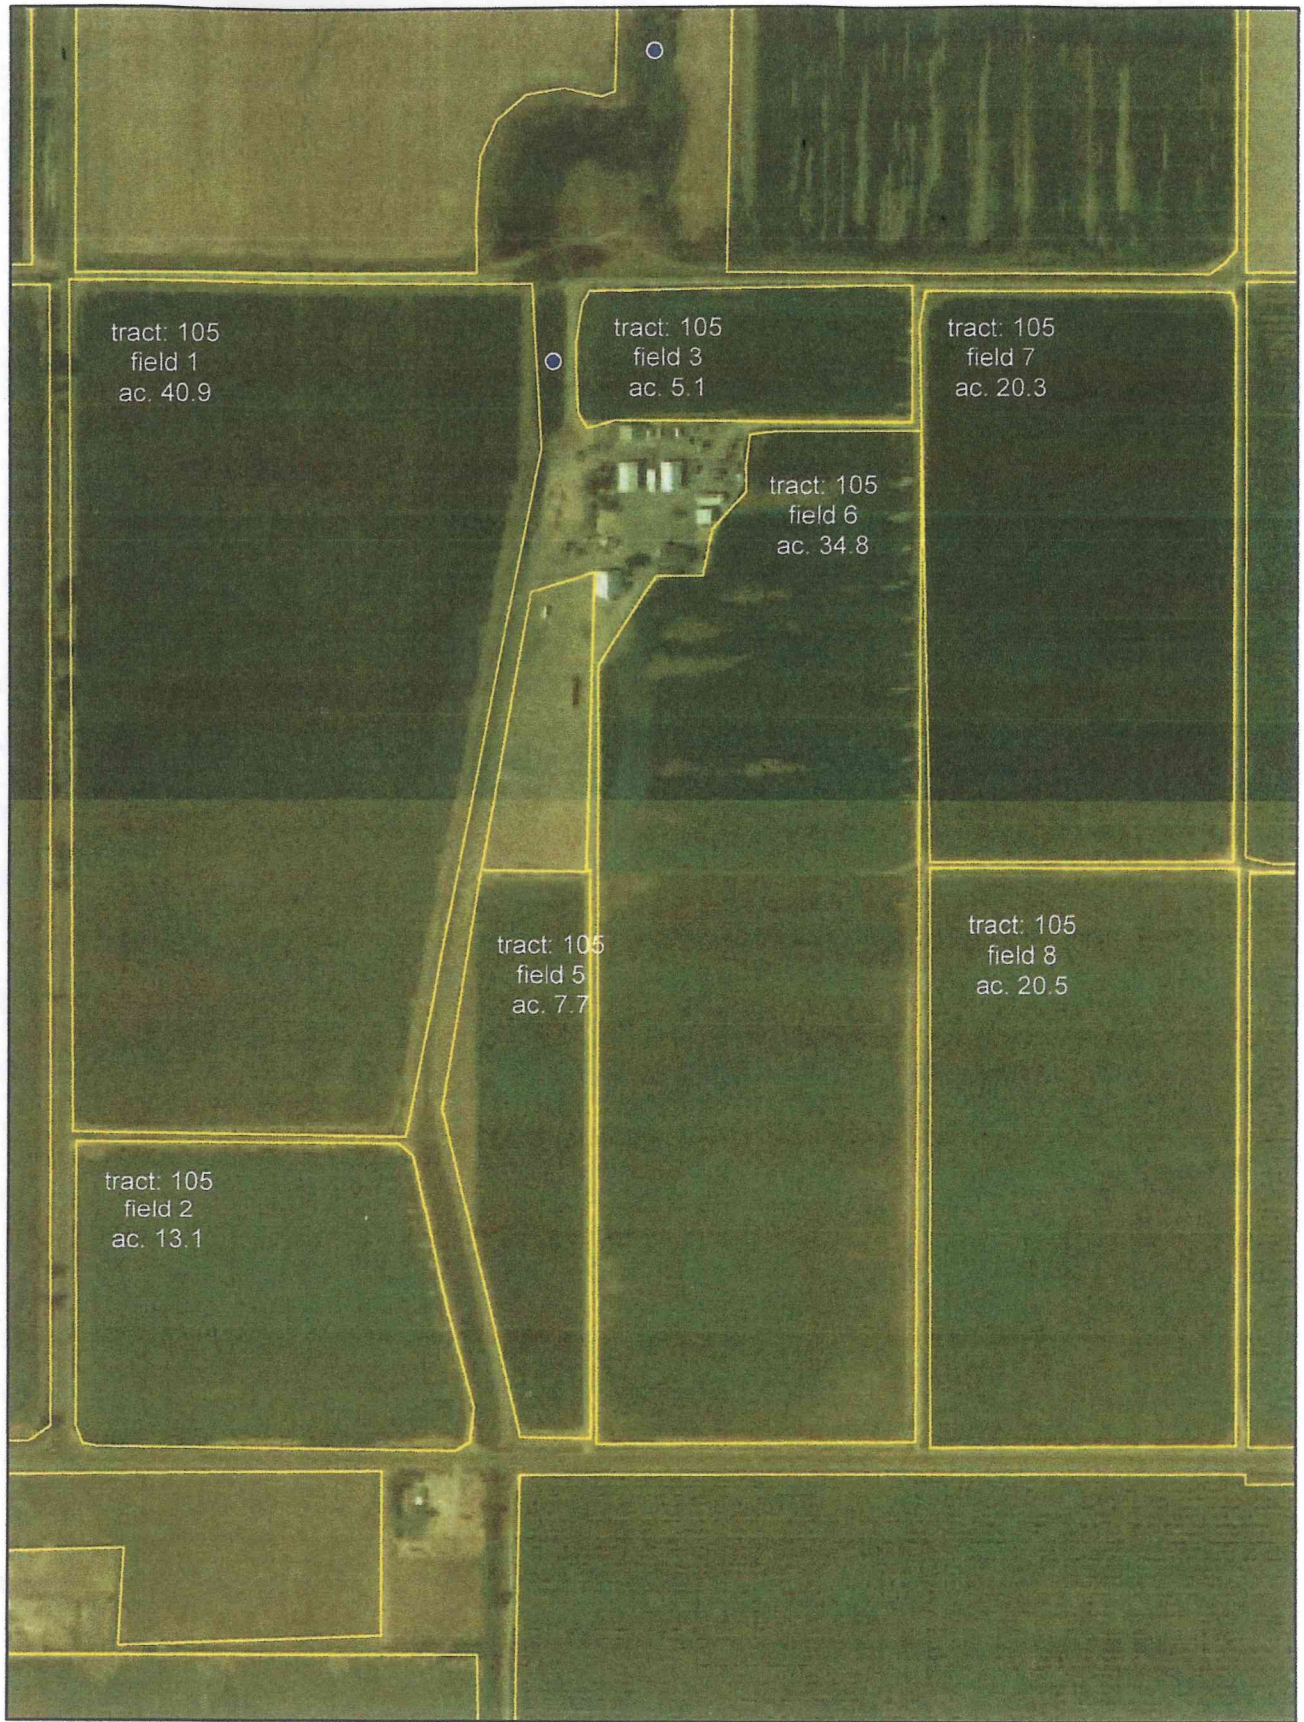 tract: 105
field 1
ac. 40.9
tract: 105
field 3
ac. 5.1
tract: 105
field 7
ac. 20.3
tract: 105
field 6
ac. 34.8
tract: 105
field 5
ac. 7.7
tract: 105
field 8
ac. 20.5
tract: 105
field 2
ac. 13.1